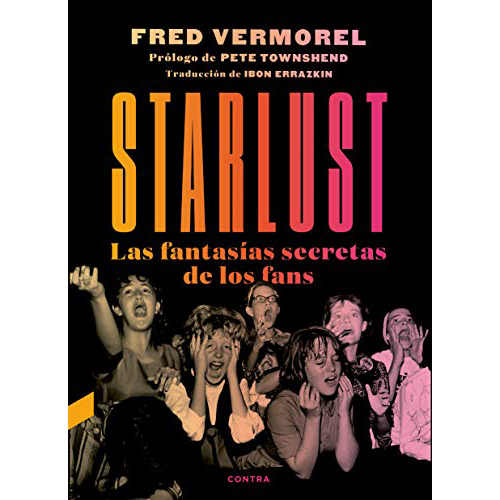 FRED VERMOREL
Prólogo de PETE TOWNSHEND
Traducción de IBON ERRAZKIN
STARLUST
Las fantasías secretas
de los fans
CONTRA